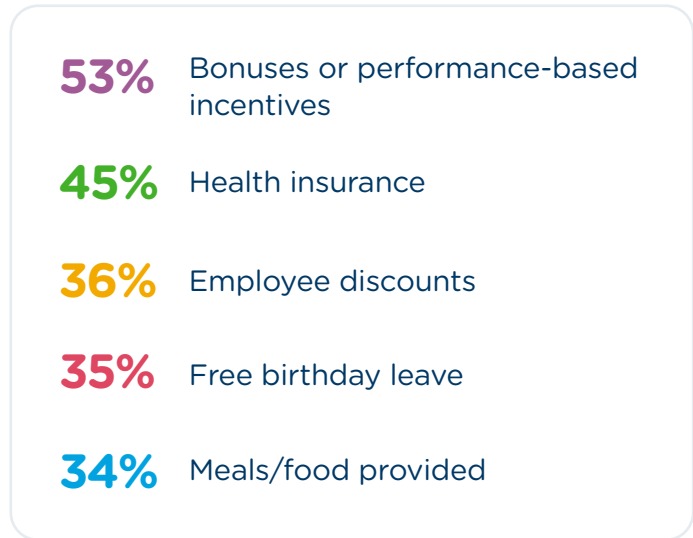 53% Bonuses or performance-based
incentives
45% Health insurance
36% Employee discounts
35% Free birthday leave
34% Meals/food provided